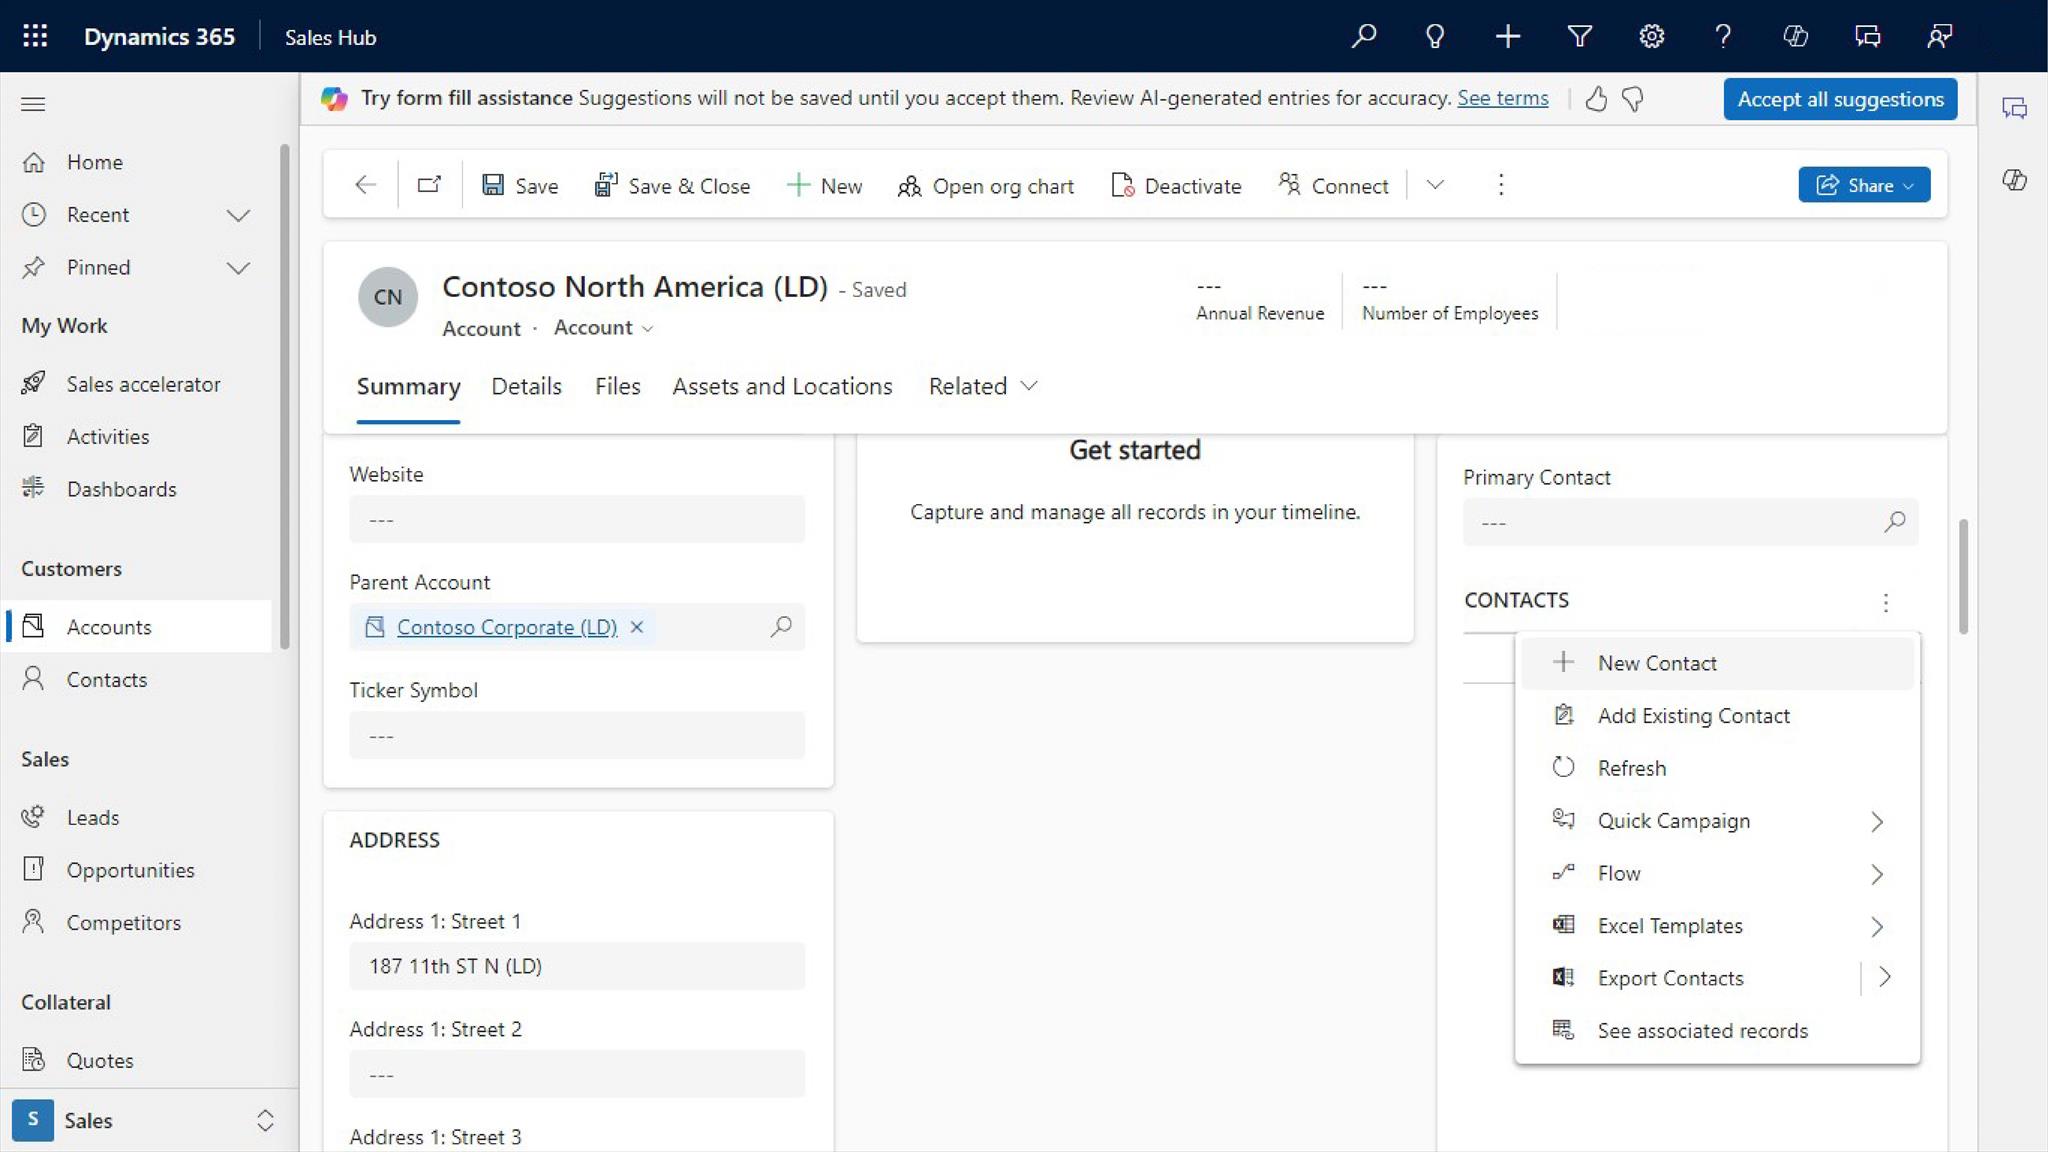 Dynamics 365
Sales Hub
Try form fill assistance Suggestions will not be saved until you accept them. Review AI-generated entries for accuracy. See terms
Accept all suggestions
Home
Recent
Pinned
My Work
Sales accelerator
Activities
Dashboards
Customers
Accounts
Contacts
Sales
Leads
Opportunities
Competitors
Collateral
Quotes
S
Sales
Save
Save & Close
New
Open org chart
Deactivate
Connect
Share
CN
Contoso North America (LD) - Saved
Account · Account
---
Annual Revenue
---
Number of Employees
Summary
Details
Files
Assets and Locations
Related
Website
---
Parent Account
Contoso Corporate (LD)
Ticker Symbol
---
ADDRESS
Address 1: Street 1
187 11th ST N (LD)
Address 1: Street 2
---
Address 1: Street 3
Get started
Capture and manage all records in your timeline.
Primary Contact
---
CONTACTS
New Contact
Add Existing Contact
Refresh
Quick Campaign
Flow
Excel Templates
Export Contacts
See associated records